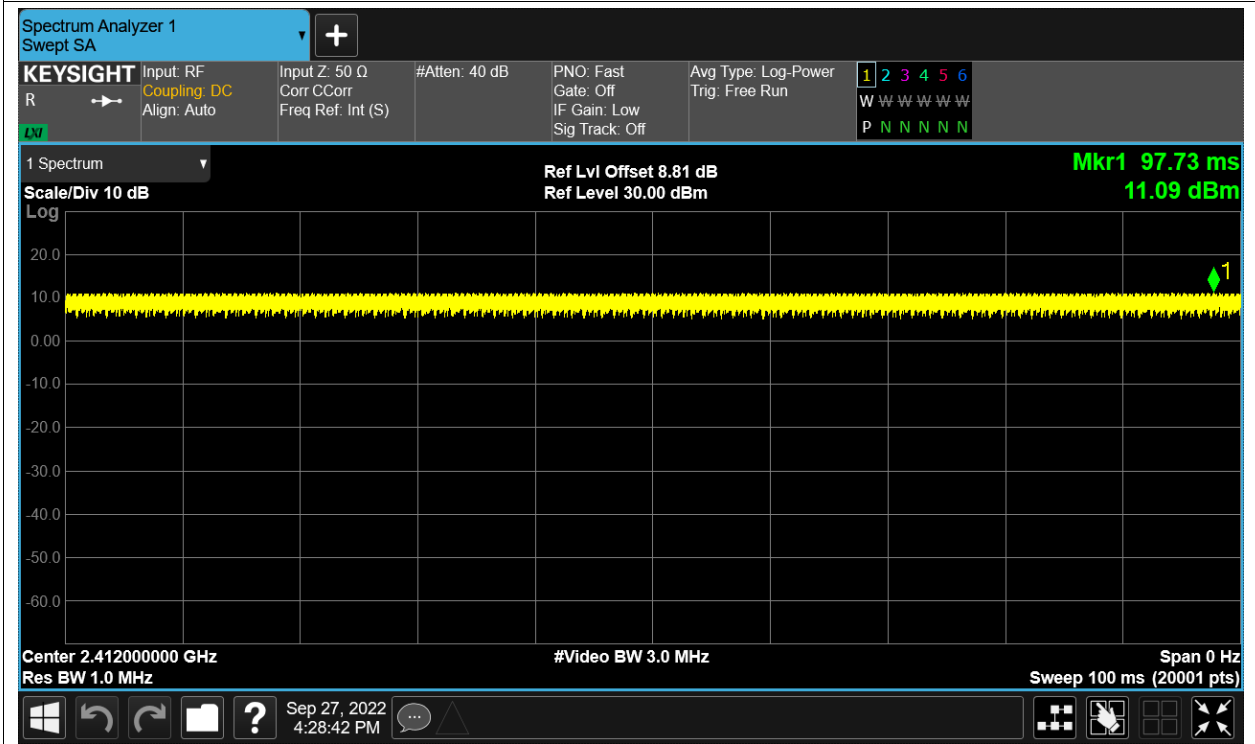 Spectrum Analyzer 1
Swept SA
+
KEYSIGHT
R
LXI
Input: RF
Coupling: DC
Align: Auto
Input Z: 50 Ω
Corr CCorr
Freq Ref: Int (S)
#Atten: 40 dB
PNO: Fast
Gate: Off
IF Gain: Low
Sig Track: Off
Avg Type: Log-Power
Trig: Free Run
1 2 3 4 5 6
W W W W W W
P N N N N N
1 Spectrum
Scale/Div 10 dB
Log
Ref Lvl Offset 8.81 dB
Ref Level 30.00 dBm
Mkr1 97.73 ms
11.09 dBm
1
20.0
10.0
0.00
-10.0
-20.0
-30.0
-40.0
-50.0
-60.0
Center 2.412000000 GHz
Res BW 1.0 MHz
#Video BW 3.0 MHz
Span 0 Hz
Sweep 100 ms (20001 pts)
?
Sep 27, 2022
4:28:42 PM